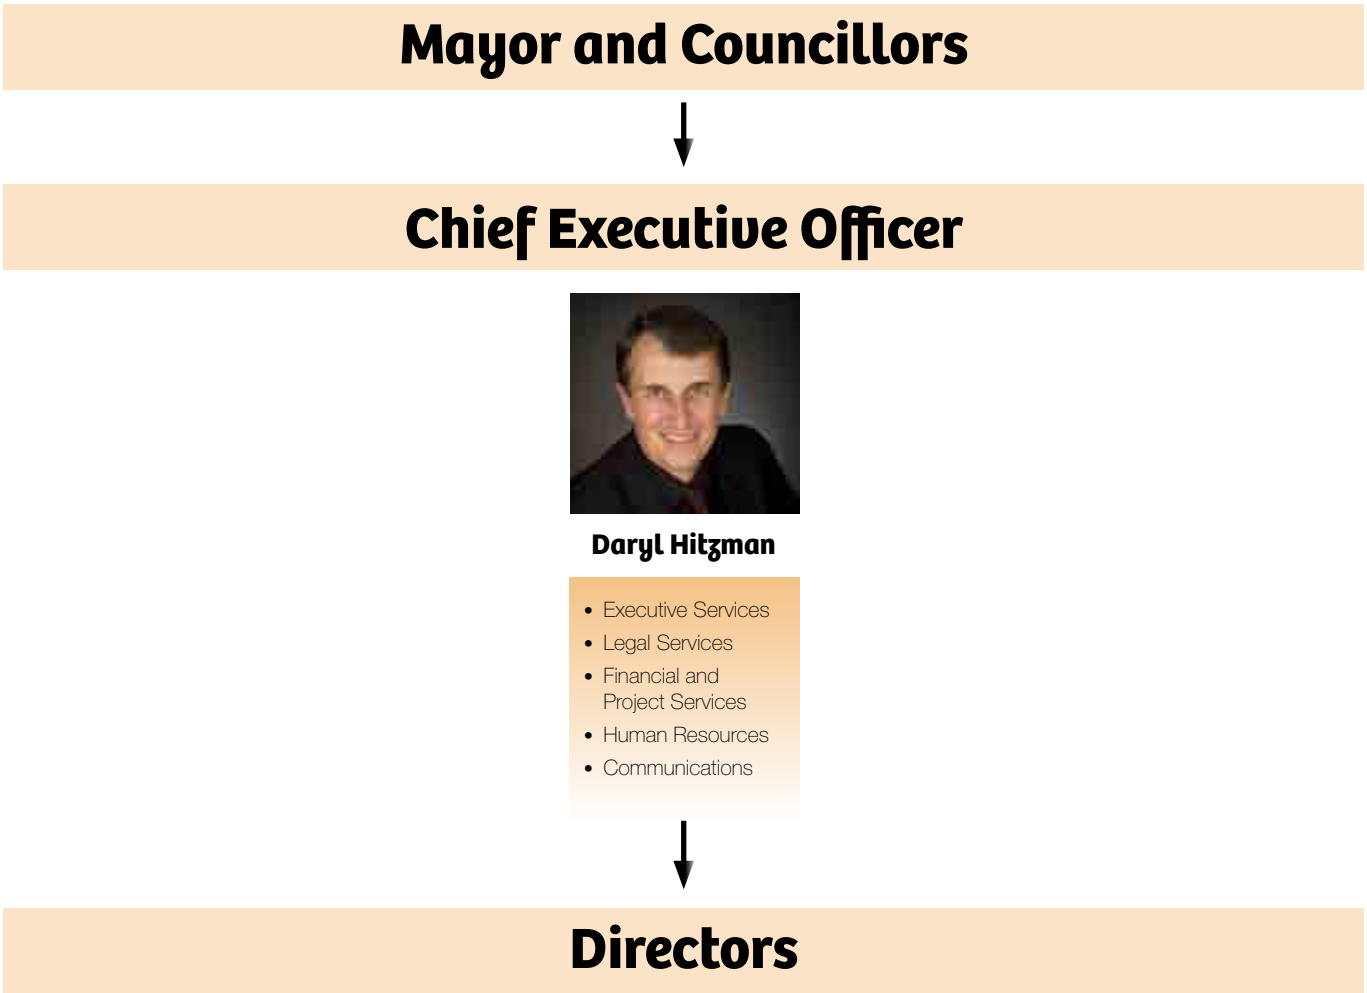 Mayor and Councillors
Chief Executive Officer
Daryl Hitzman
• Executive Services
• Legal Services
• Financial and
Project Services
• Human Resources
• Communications
Directors